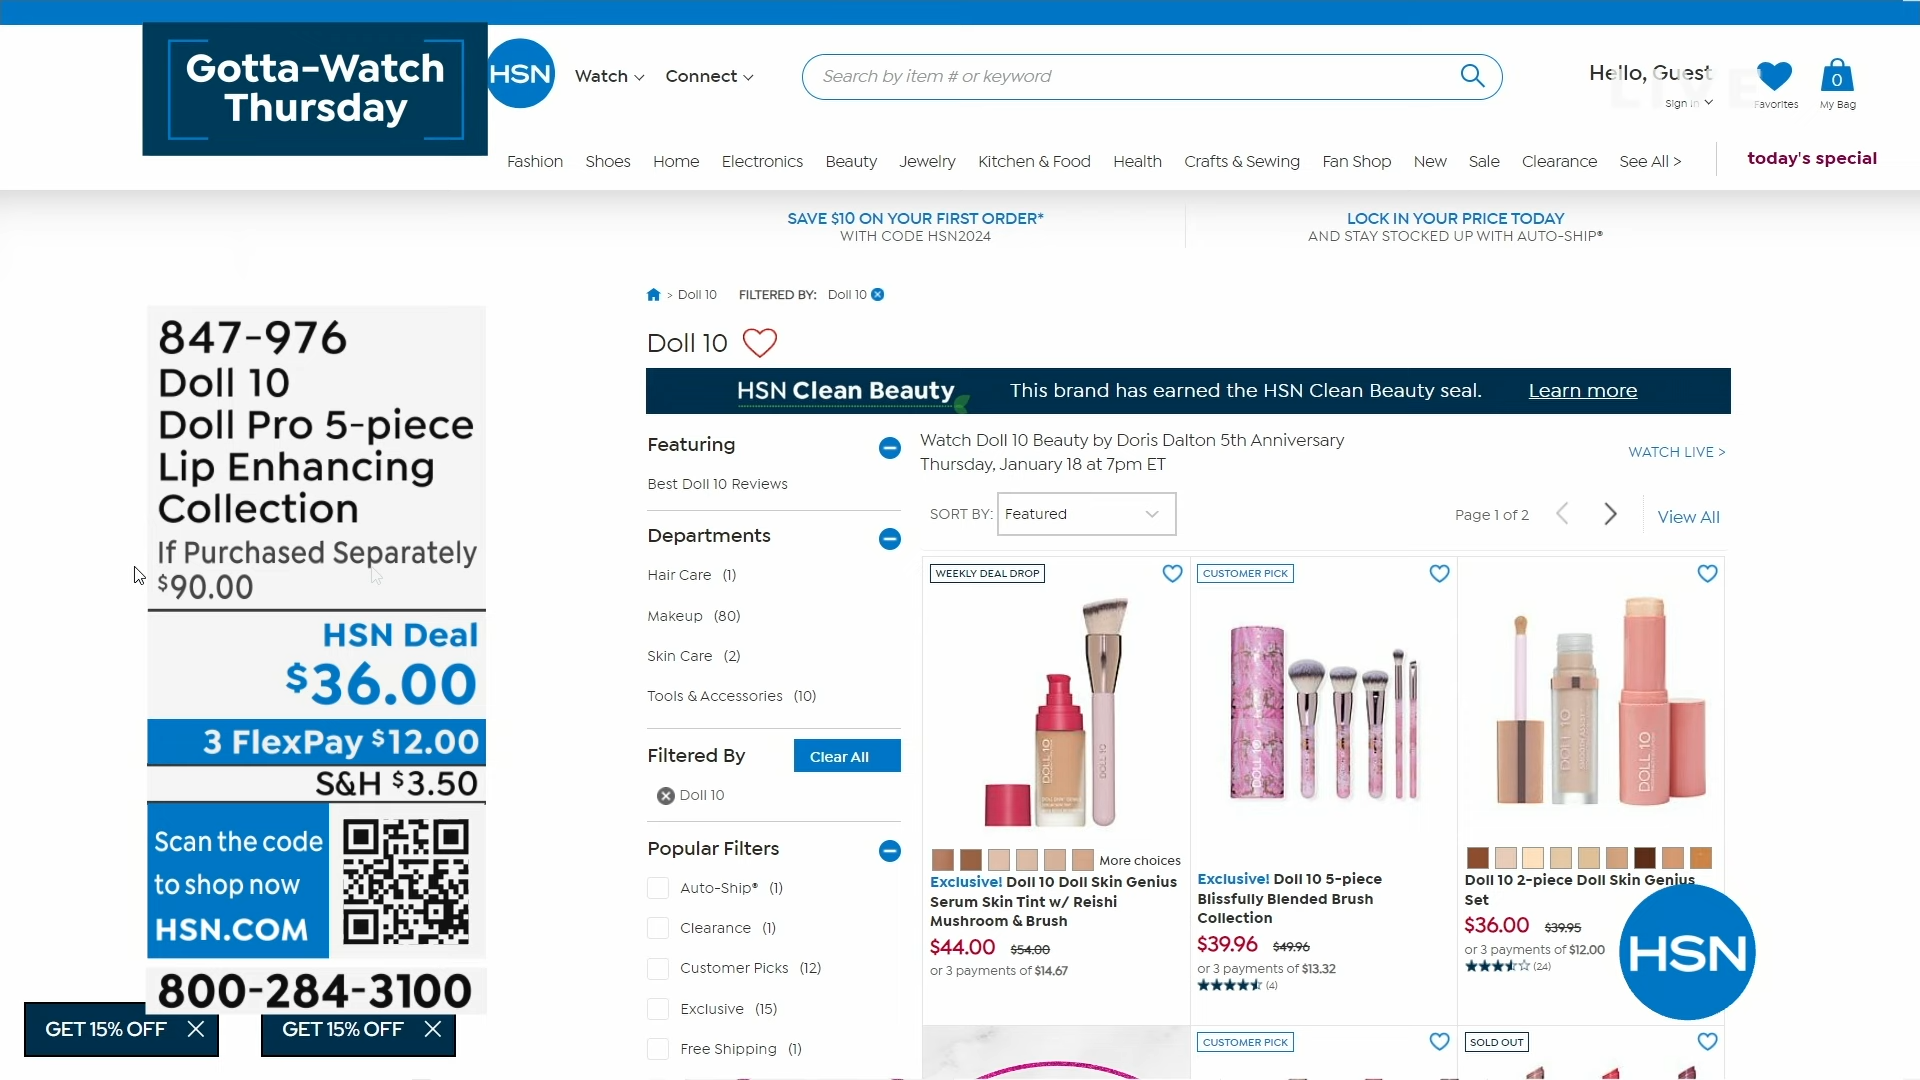 Gotta-Watch
Thursday
HSN
Watch
Connect
Search by item # or keyword
Hello, Guest
Sign In
LIVE
Favorites
0
My Bag
Fashion
Shoes
Home
Electronics
Beauty
Jewelry
Kitchen & Food
Health
Crafts & Sewing
Fan Shop
New
Sale
Clearance
See All >
today's special
SAVE $10 ON YOUR FIRST ORDER*
WITH CODE HSN2024
LOCK IN YOUR PRICE TODAY
AND STAY STOCKED UP WITH AUTO-SHIP®
> Doll 10
FILTERED BY:
Doll 10
Doll 10
HSN Clean Beauty
This brand has earned the HSN Clean Beauty seal.
Learn more
847-976
Doll 10
Doll Pro 5-piece
Lip Enhancing
Collection
If Purchased Separately
$90.00
HSN Deal
$36.00
3 FlexPay $12.00
S&H $3.50
Scan the code
to shop now
HSN.COM
800-284-3100
GET 15% OFF
GET 15% OFF
Featuring
Best Doll 10 Reviews
Departments
Hair Care (1)
Makeup (80)
Skin Care (2)
Tools & Accessories (10)
Filtered By
Clear All
Doll 10
Popular Filters
Auto-Ship® (1)
Clearance (1)
Customer Picks (12)
Exclusive (15)
Free Shipping (1)
Watch Doll 10 Beauty by Doris Dalton 5th Anniversary
Thursday, January 18 at 7pm ET
WATCH LIVE >
SORT BY:
Featured
Page 1 of 2
View All
WEEKLY DEAL DROP
DOLL 10
DOLL 10
More choices
Exclusive! Doll 10 Doll Skin Genius
Serum Skin Tint w/ Reishi
Mushroom & Brush
$44.00 $54.00
or 3 payments of $14.67
CUSTOMER PICK
DOLL 10
Exclusive! Doll 10 5-piece
Blissfully Blended Brush
Collection
$39.96 $49.96
or 3 payments of $13.32
(4)
DOLL 10
DOLL 10
Doll 10 2-piece Doll Skin Genius
Set
$36.00 $39.95
or 3 payments of $12.00
(24)
HSN
CUSTOMER PICK
SOLD OUT